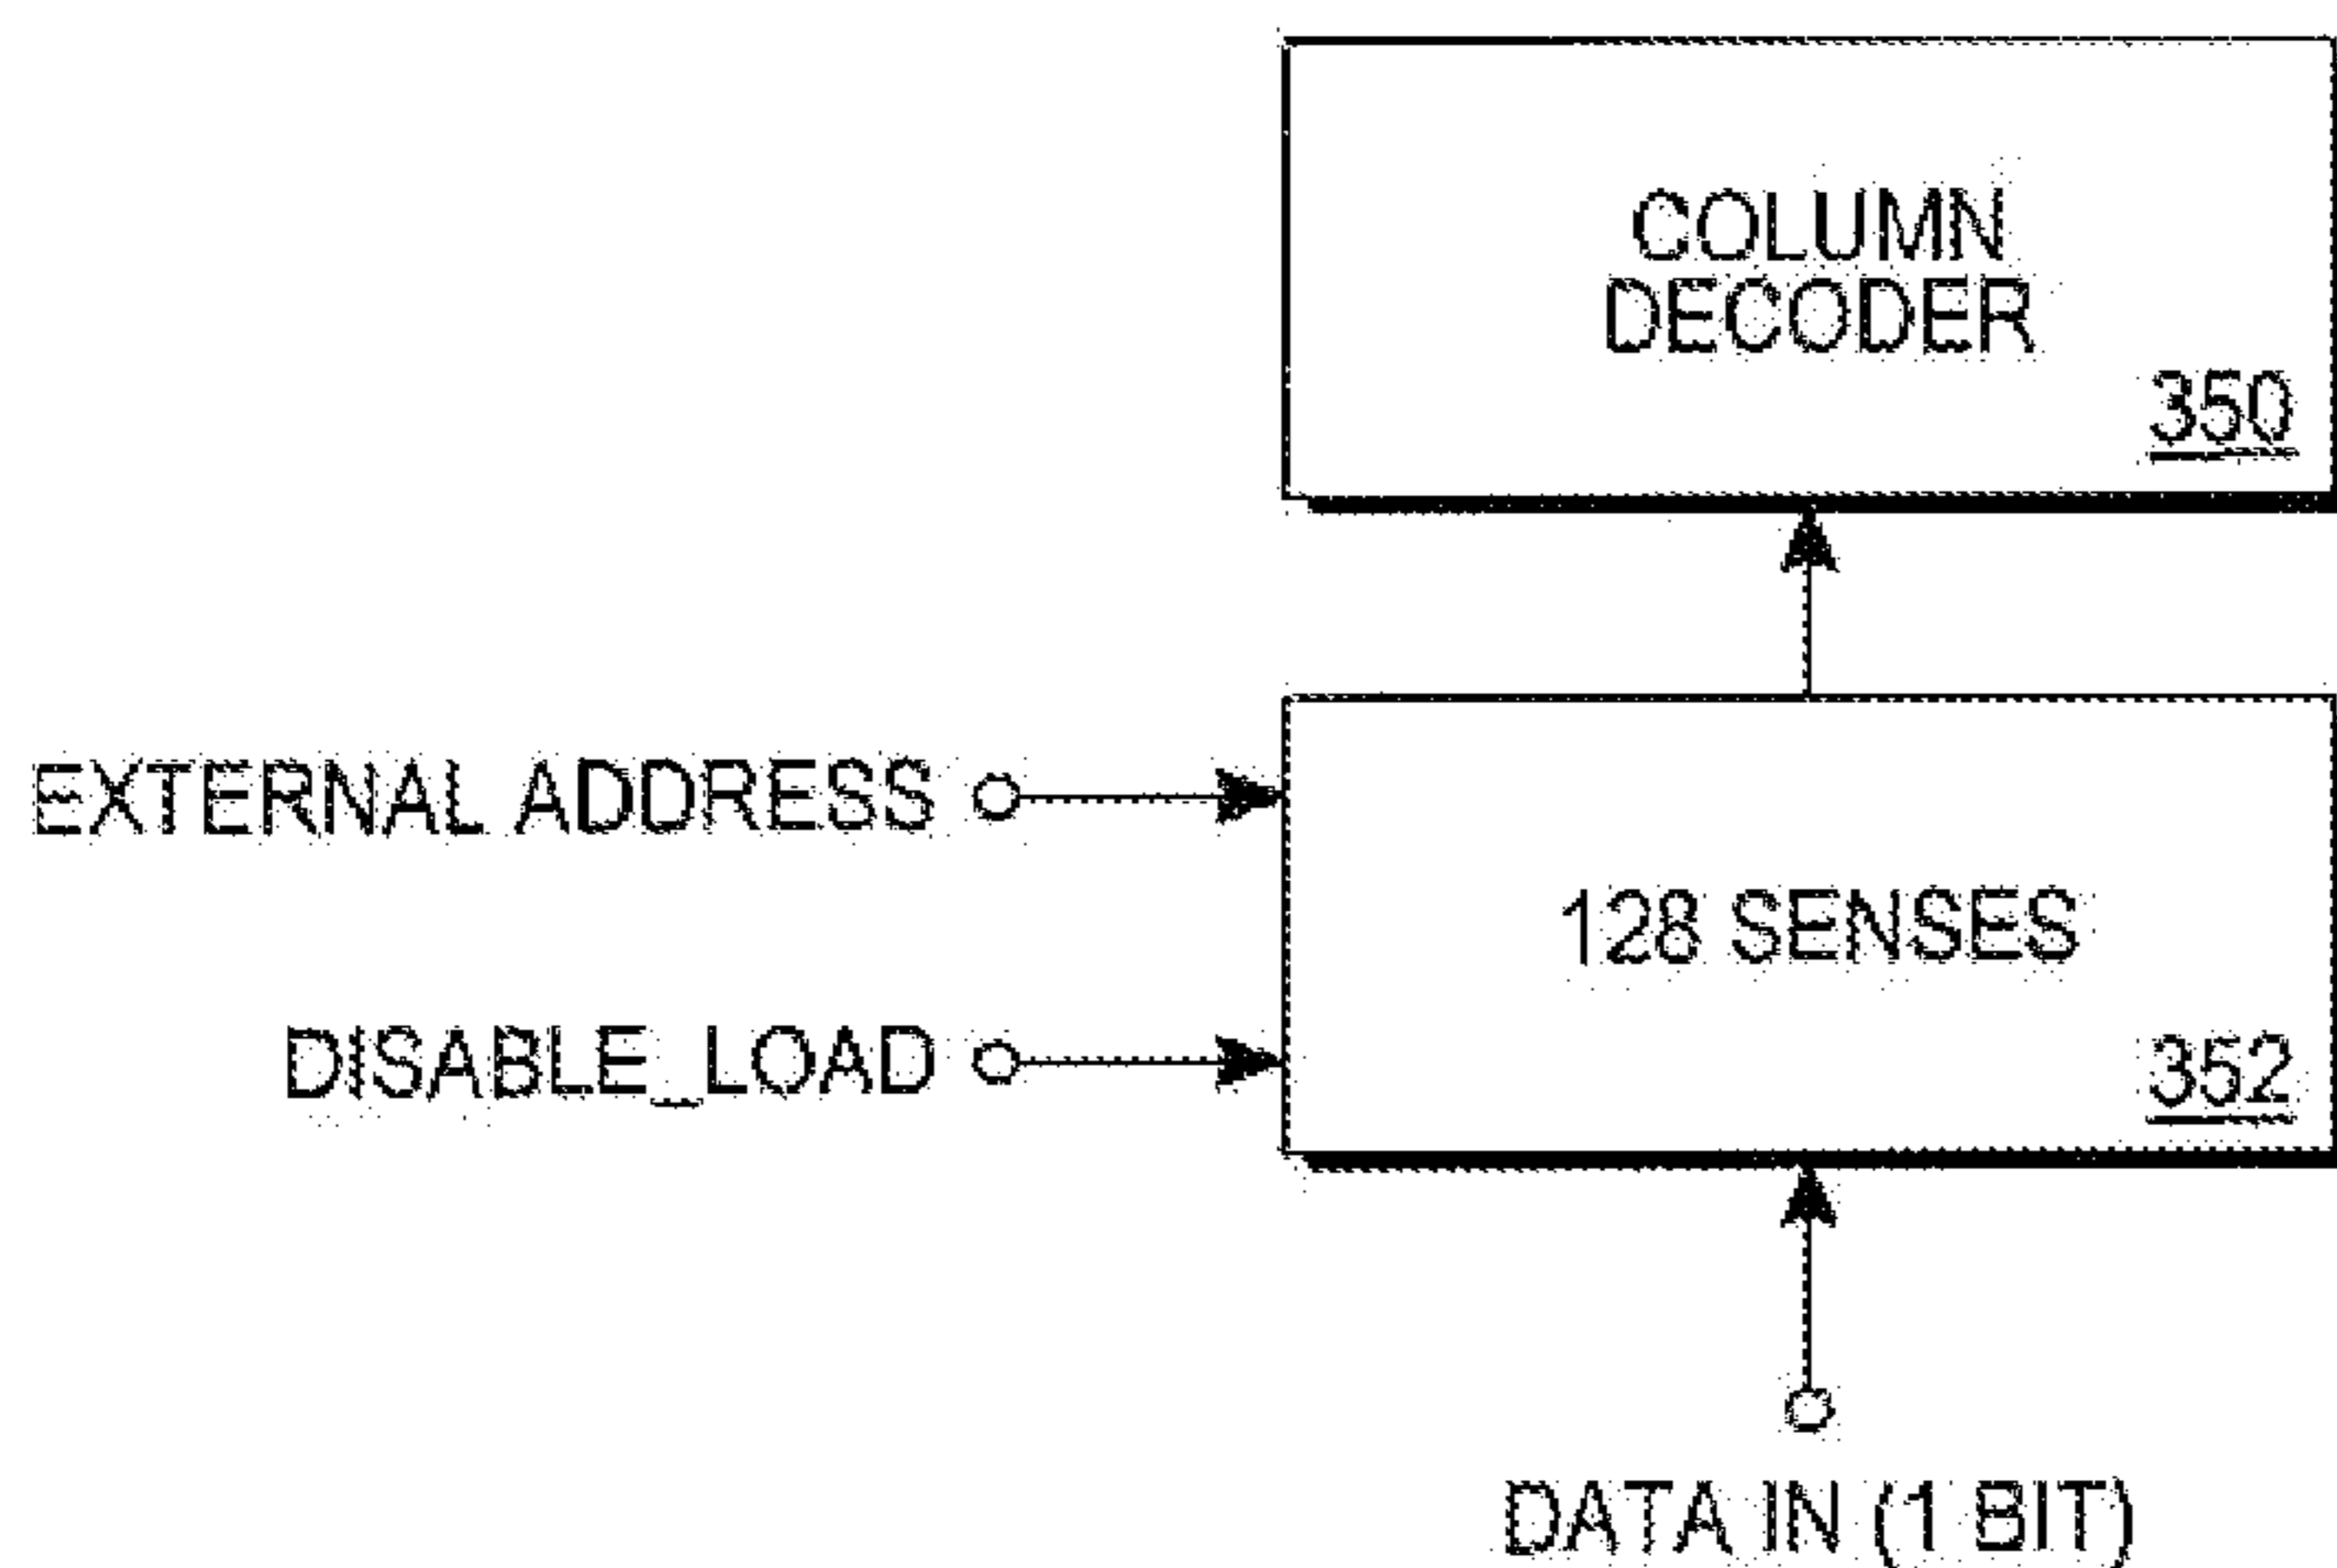 COLUMN
DECODER
350
EXTERNAL ADDRESS
128 SENSES
DISABLE_LOAD
352
DATA IN (1 BIT)